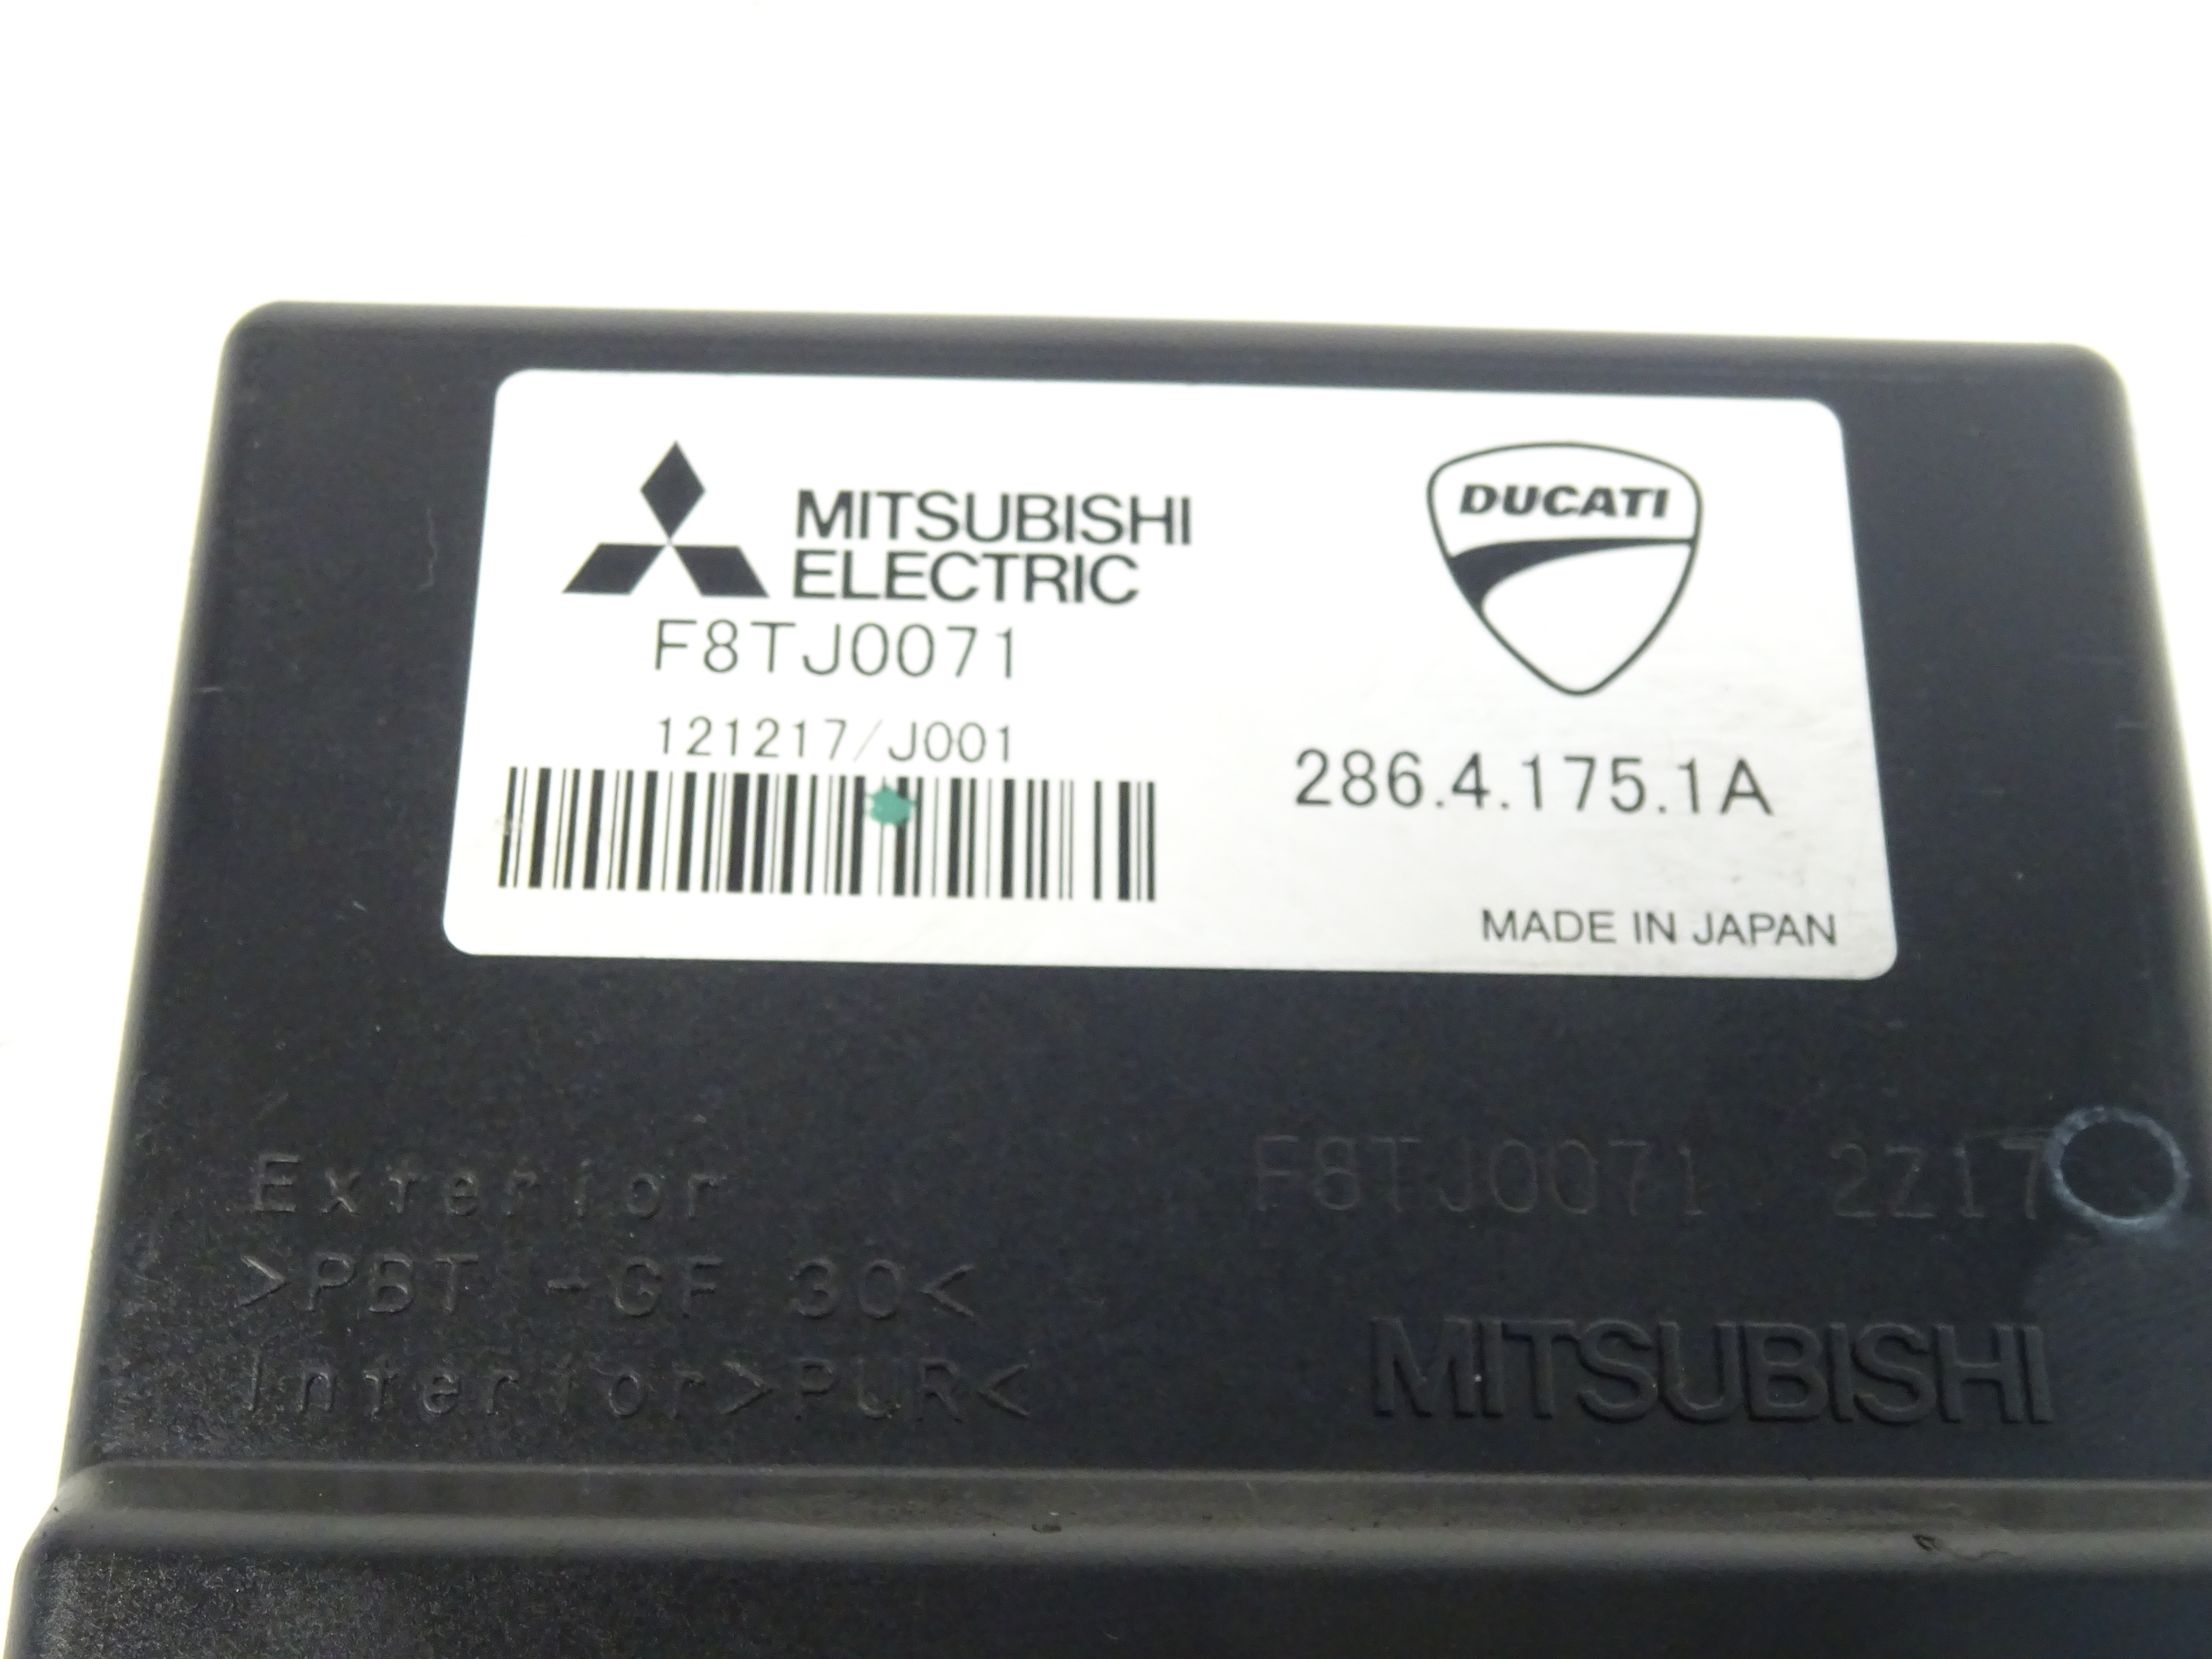 MITSUBISHI
ELECTRIC
F8TJ0071
121217/J001
DUCATI
286.4.175.1A
MADE IN JAPAN
F8TJ0071 2Z17
Exterior
>PBT -GF 30<
Interior>PUR<
MITSUBISHI